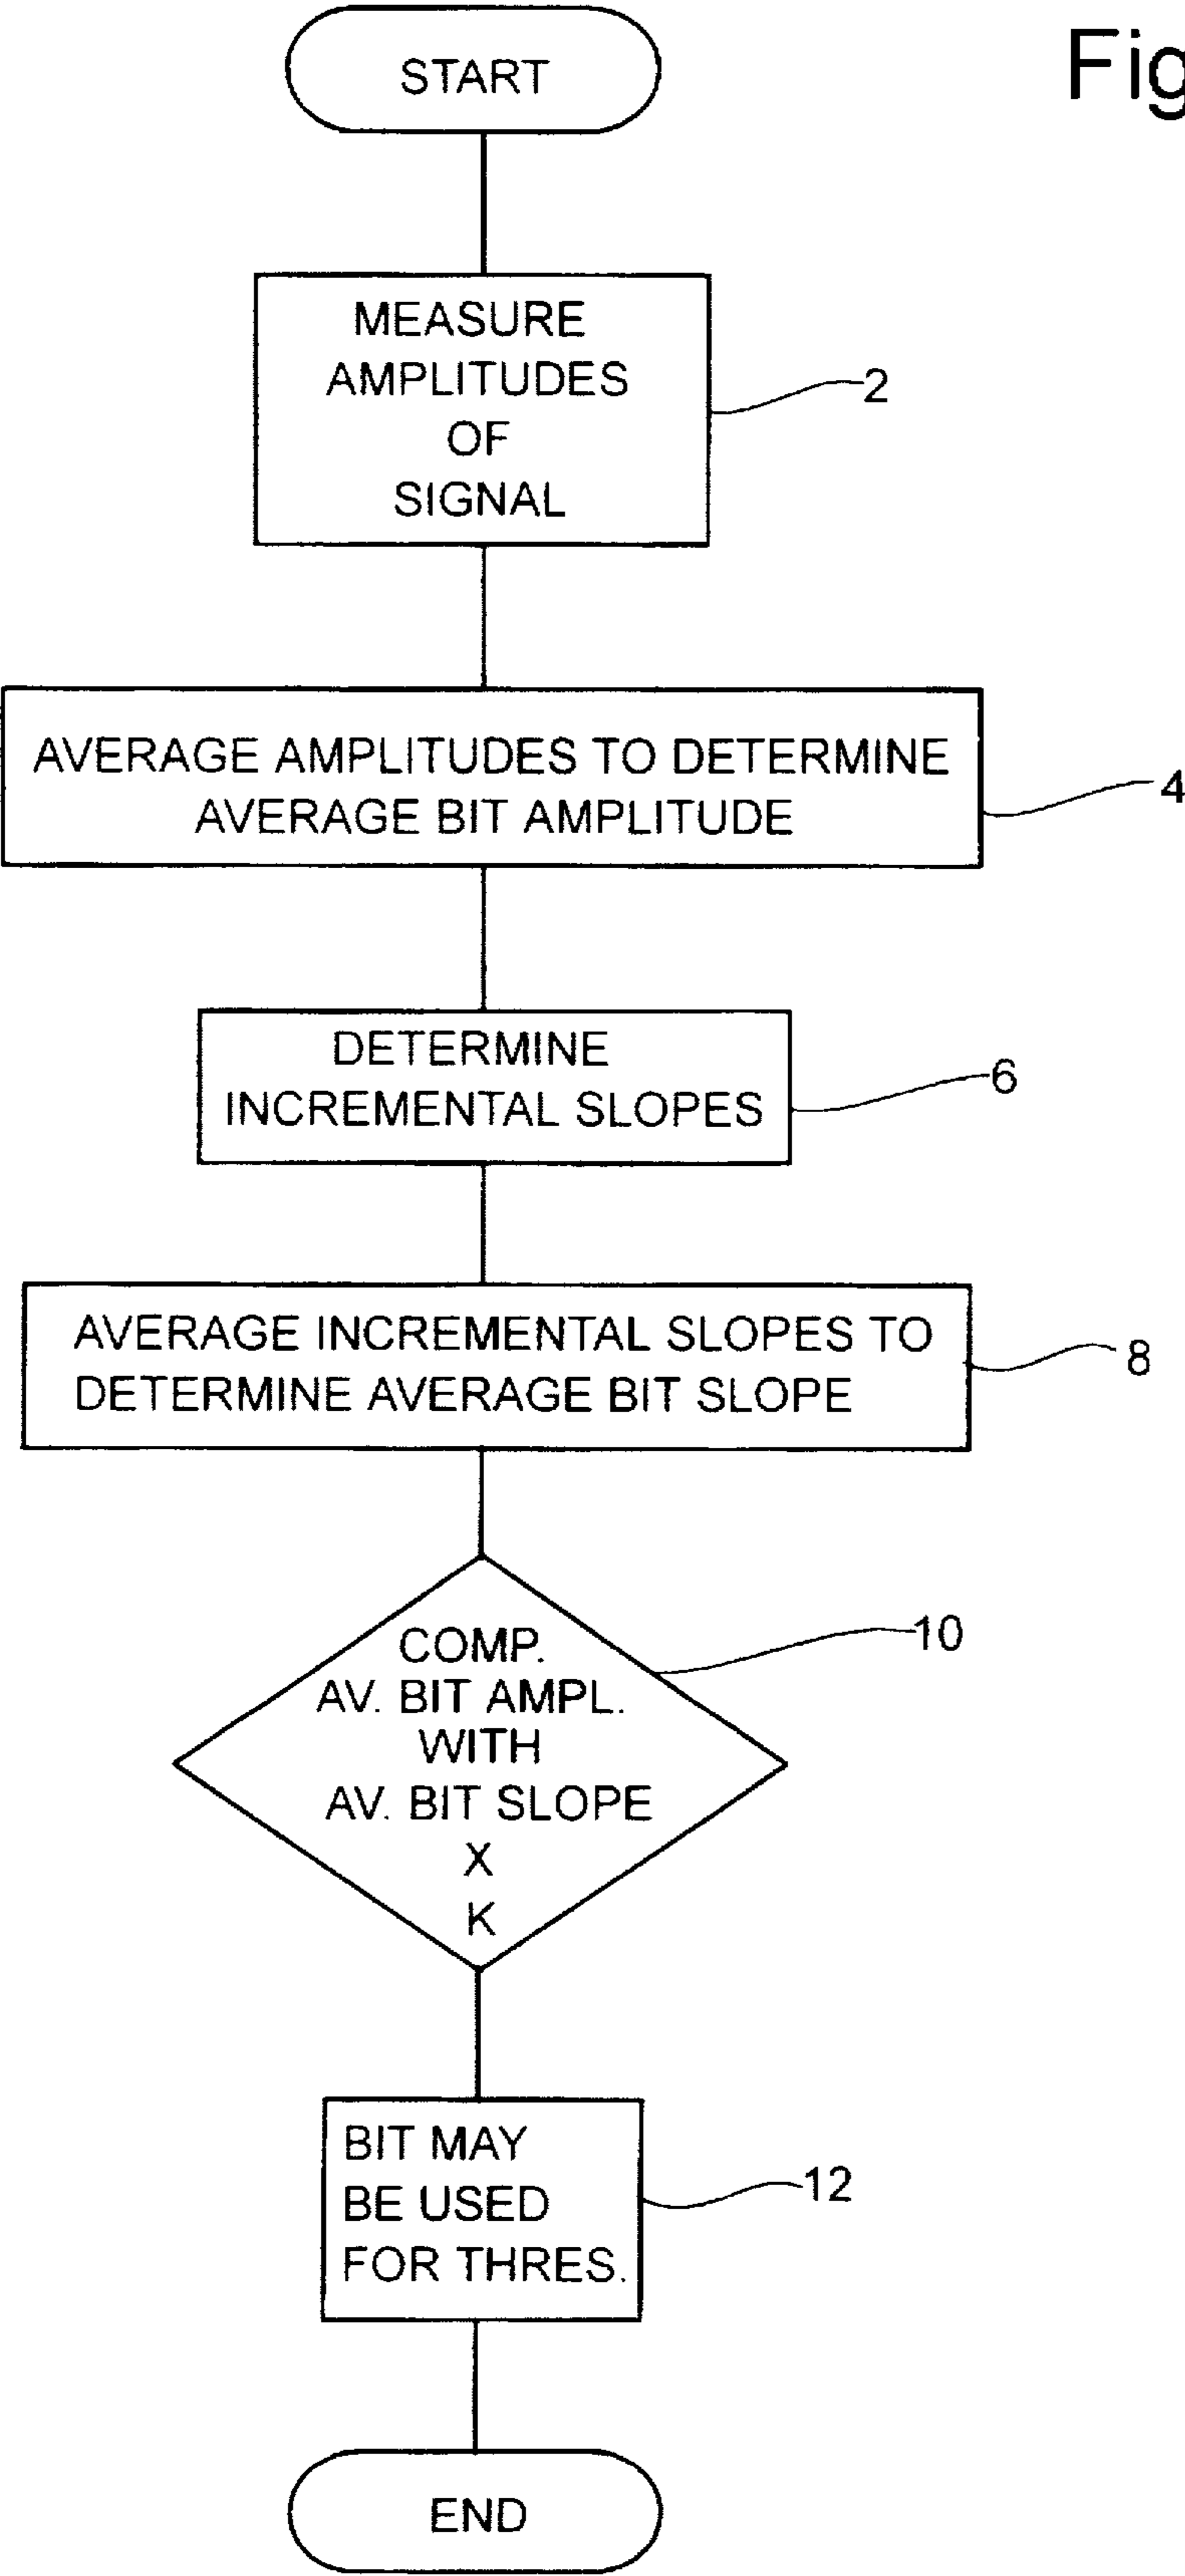 Fig
START
MEASURE
AMPLITUDES
OF
SIGNAL
2
AVERAGE AMPLITUDES TO DETERMINE
AVERAGE BIT AMPLITUDE
4
DETERMINE
INCREMENTAL SLOPES
6
AVERAGE INCREMENTAL SLOPES TO
DETERMINE AVERAGE BIT SLOPE
8
COMP.
AV. BIT AMPL.
WITH
AV. BIT SLOPE
X
K
10
BIT MAY
BE USED
FOR THRES.
12
END